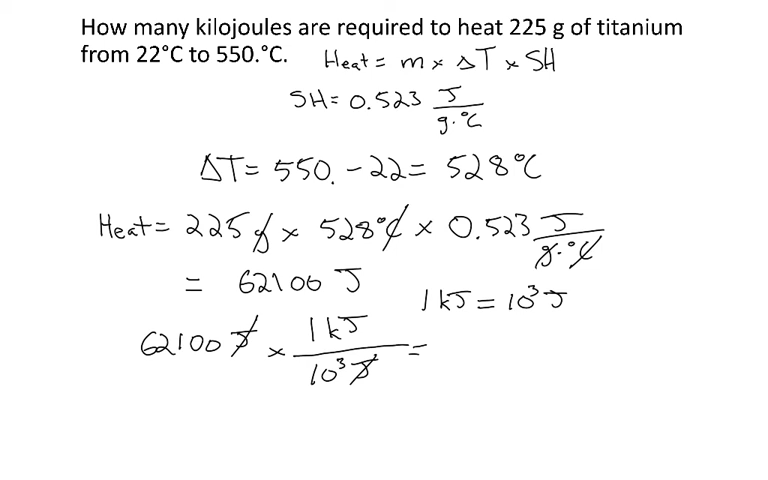 How many kilojoules are required to heat 225 g of titanium
from 22°C to 550.°C. Heat = m × ΔT × SH
SH = 0.523 J/g·°C
ΔT = 550. - 22 = 528°C
Heat = 225 g × 528°C × 0.523 J/g·°C
= 62100 J
1 kJ = 10³ J
62100 J × 1 kJ/10³ J =